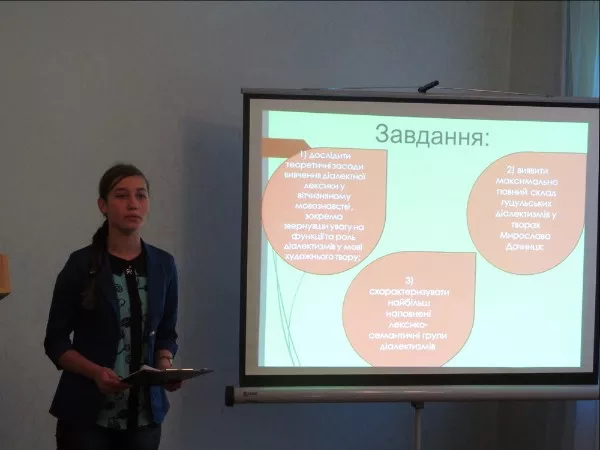 Завдання:
1) дослідити
теоретичні засади
вивчення діалектної
лексики у
вітчизняному
мовознавстві,
зокрема
звернувши увагу на
функції та роль
діалектизмів у мові
художнього твору;
2) виявити
максимально
повний склад
гуцульських
діалектизмів у
творах
Мирослава
Дочинця;
3)
схарактеризувати
найбільш
наповнені
лексико-
семантичні групи
діалектизмів